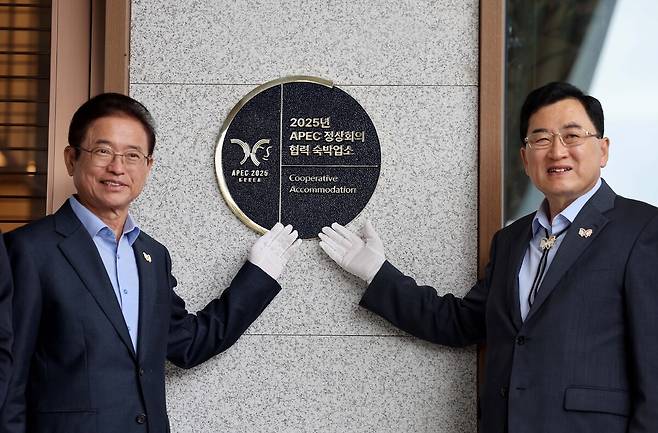 2025년
APEC 정상회의
협력 숙박업소
APEC 2025
KOREA
Cooperative
Accommodation